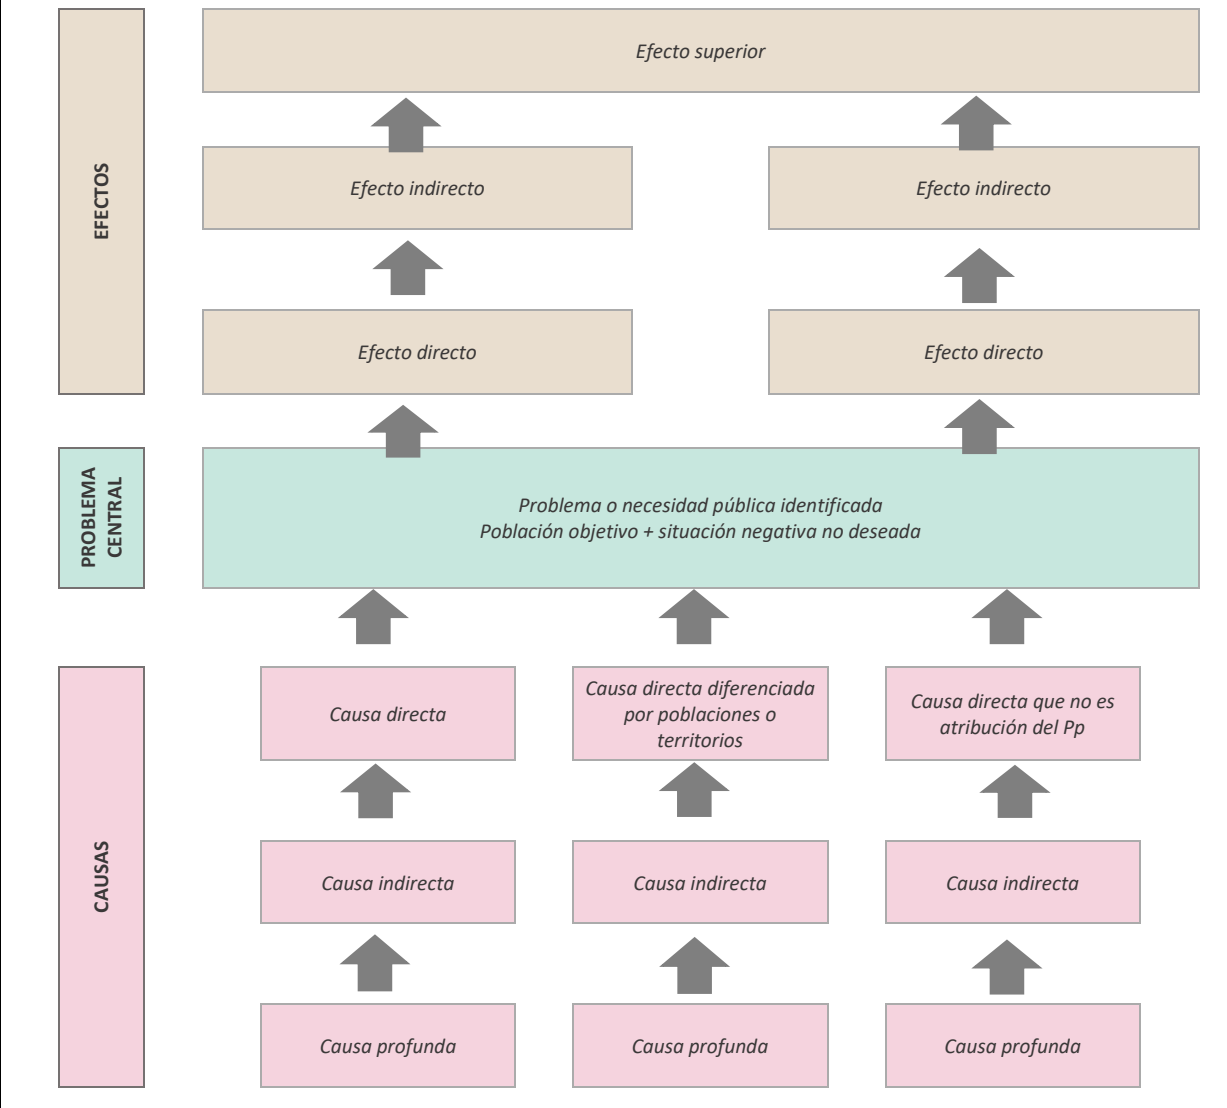 EFECTOS
Efecto superior
Efecto indirecto
Efecto indirecto
Efecto directo
Efecto directo
PROBLEMA
CENTRAL
Problema o necesidad pública identificada
Población objetivo + situación negativa no deseada
CAUSAS
Causa directa
Causa directa diferenciada
por poblaciones o
territorios
Causa directa que no es
atribución del Pp
Causa indirecta
Causa indirecta
Causa indirecta
Causa profunda
Causa profunda
Causa profunda